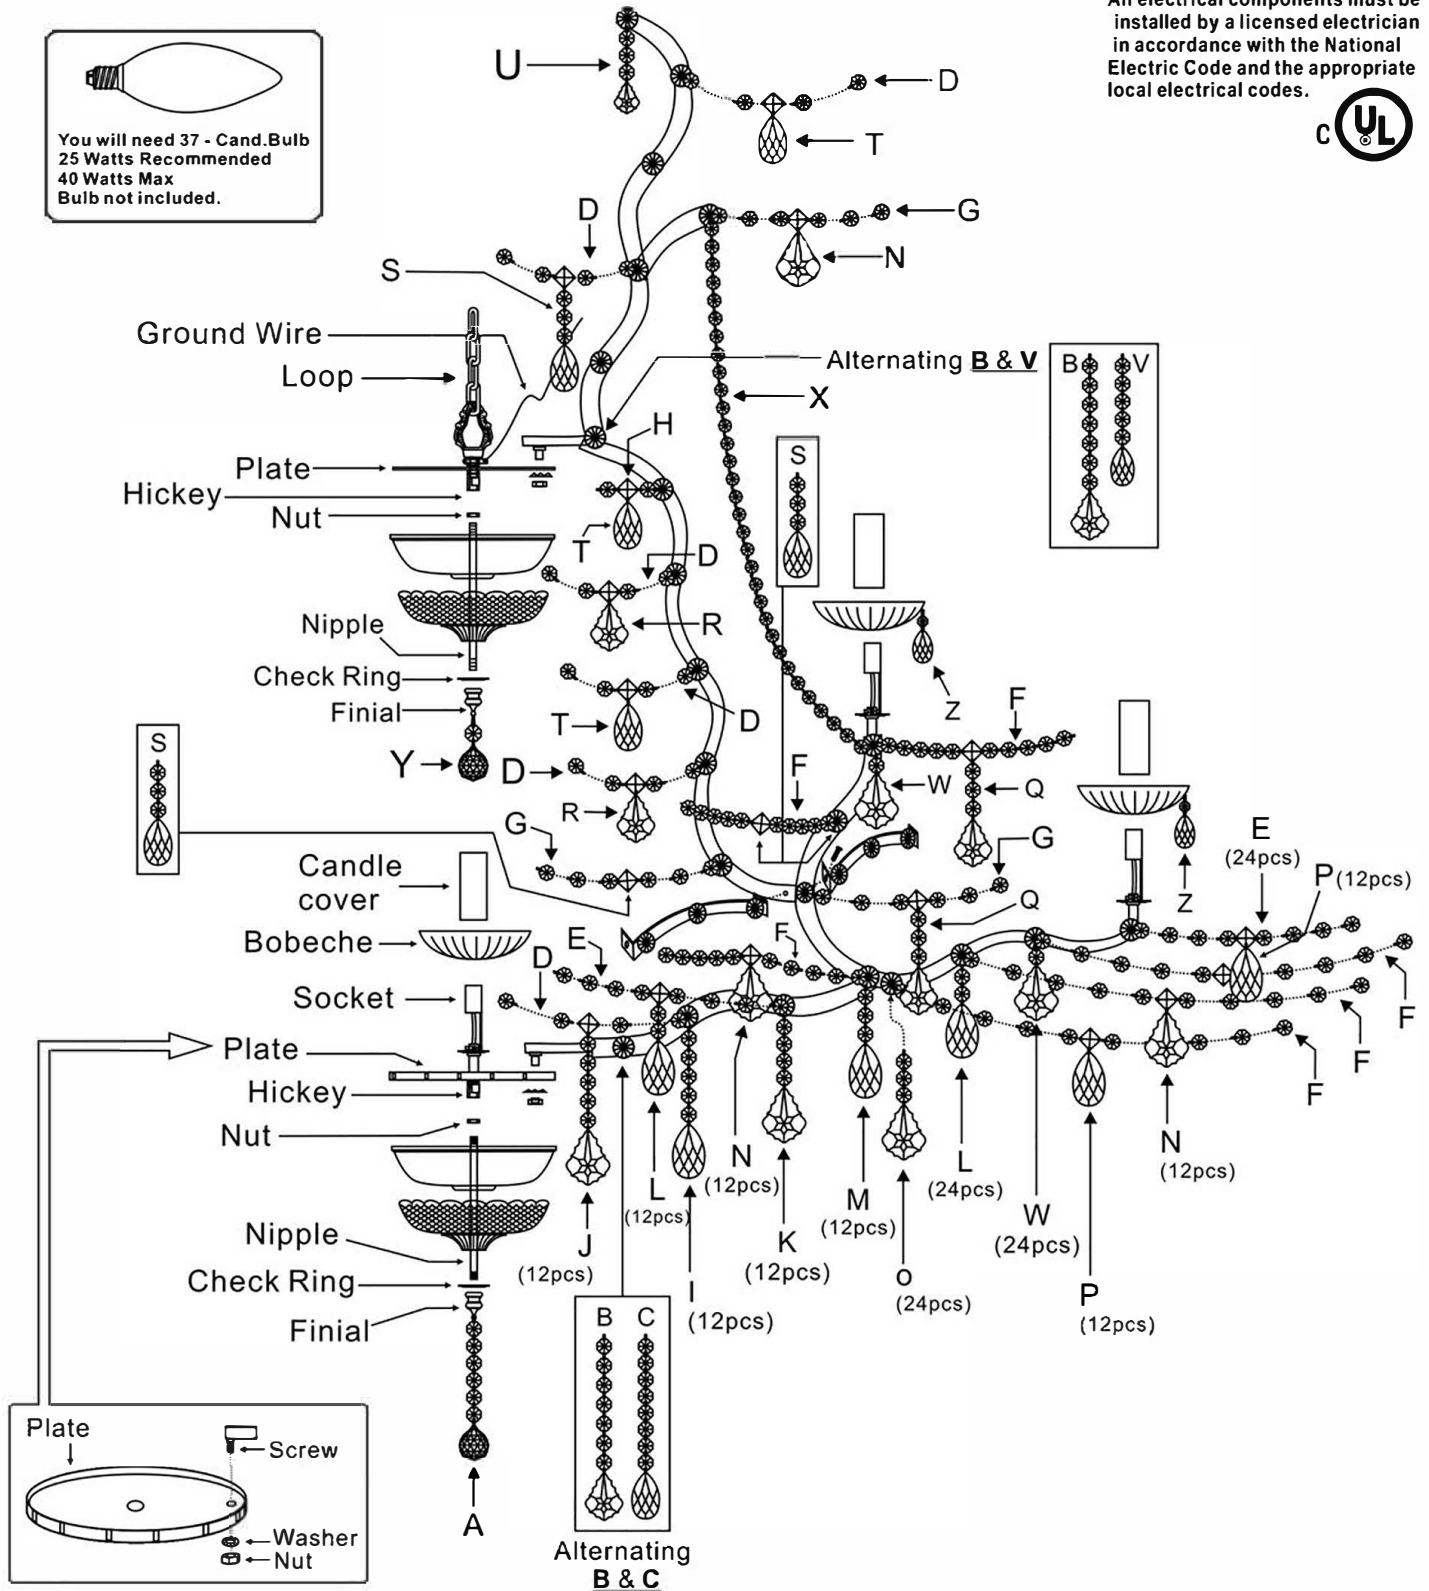 All electrical components must be
installed by a licensed electrician
in accordance with the National
Electric Code and the appropriate
local electrical codes.
C UL
You will need 37 - Cand.Bulb
25 Watts Recommended
40 Watts Max
Bulb not included.
U
D
T
D
G
S
N
Ground Wire
Loop
Alternating B & V
B V
X
H
S
Plate
Hickey
Nut
T
D
Nipple
R
Check Ring
Z
Finial
T
D
F
S
Y
D
F
W
Q
R
G
E
(24pcs)
G
Candle
cover
P(12pcs)
Z
Q
Bobeche
E
F
D
Socket
F
Plate
F
Hickey
F
Nut
N
(12pcs)
L
(12pcs)
N
(12pcs)
L
(24pcs)
M
(12pcs)
J
(12pcs)
K
(12pcs)
W
(24pcs)
Nipple
Check Ring
I
(12pcs)
o
(24pcs)
P
(12pcs)
Finial
B C
Plate
Screw
A
Washer
Nut
Alternating
B & C